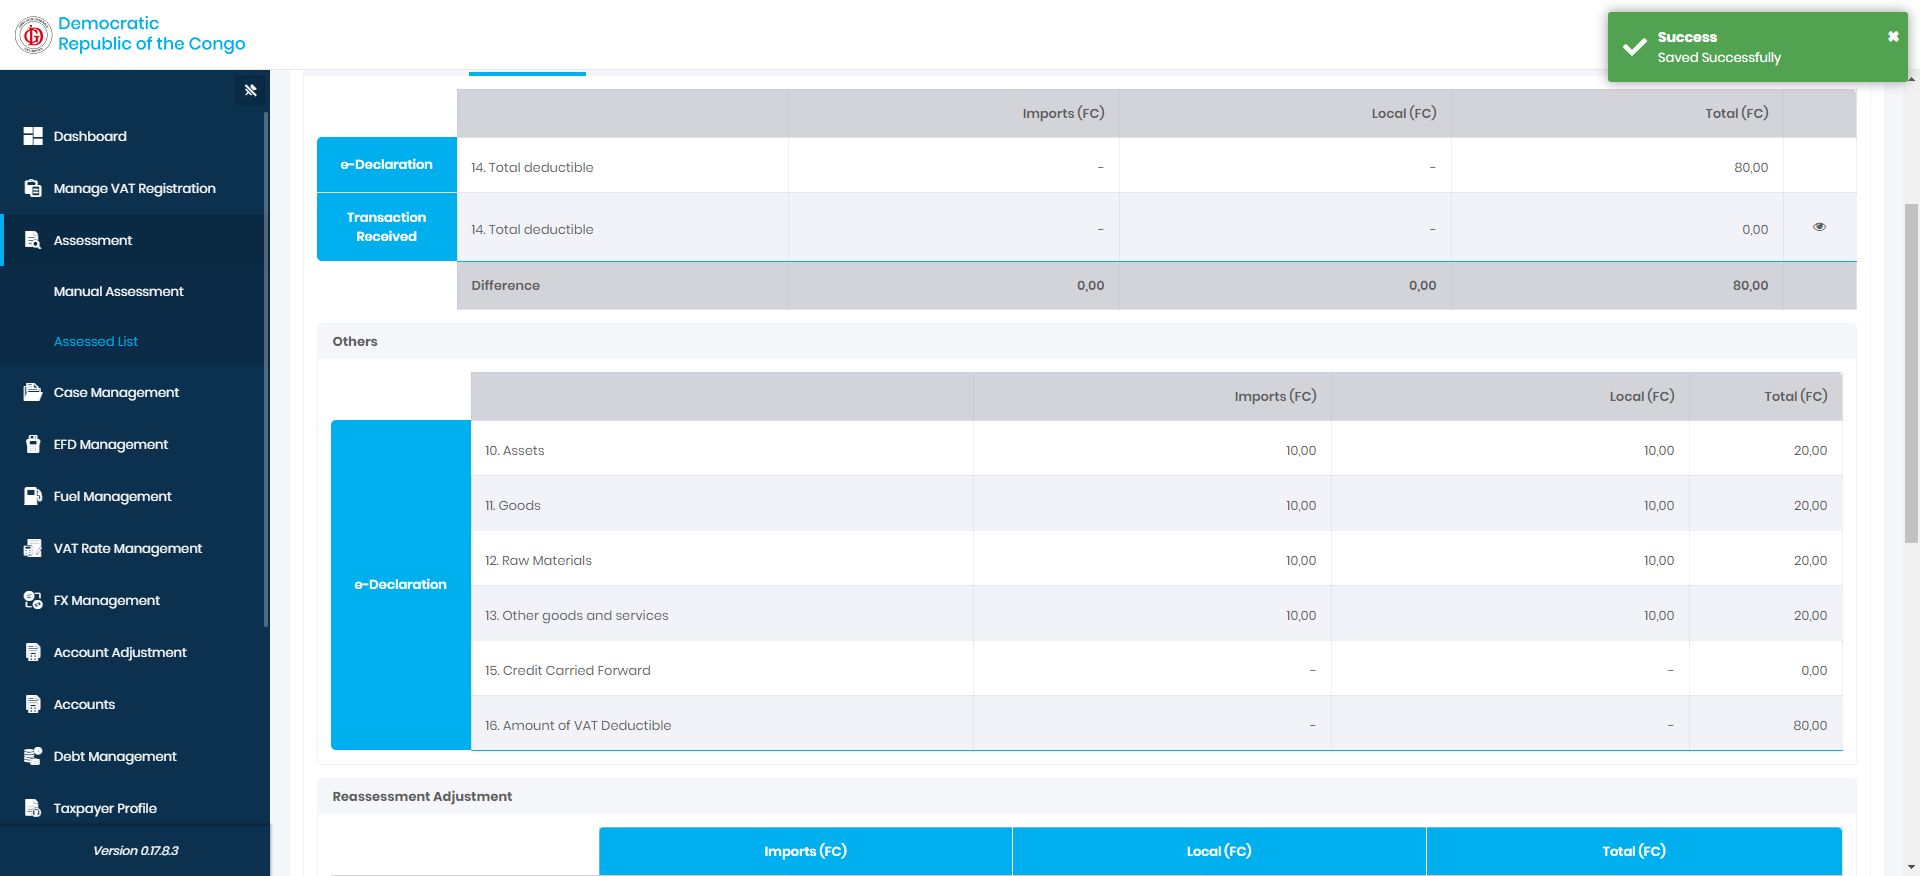 Democratic
Republic of the Congo
Success
Saved Successfully
Dashboard
Manage VAT Registration
Assessment
Manual Assessment
Assessed List
Case Management
EFD Management
Fuel Management
VAT Rate Management
FX Management
Account Adjustment
Accounts
Debt Management
Taxpayer Profile
Version 0.17.8.3
Imports (FC) Local (FC) Total (FC)
e-Declaration 14. Total deductible - - 80,00
Transaction
Received 14. Total deductible - - 0,00
Difference 0,00 0,00 80,00
Others
Imports (FC) Local (FC) Total (FC)
e-Declaration
10. Assets 10,00 10,00 20,00
11. Goods 10,00 10,00 20,00
12. Raw Materials 10,00 10,00 20,00
13. Other goods and services 10,00 10,00 20,00
15. Credit Carried Forward - - 0,00
16. Amount of VAT Deductible - - 80,00
Reassessment Adjustment
Imports (FC) Local (FC) Total (FC)